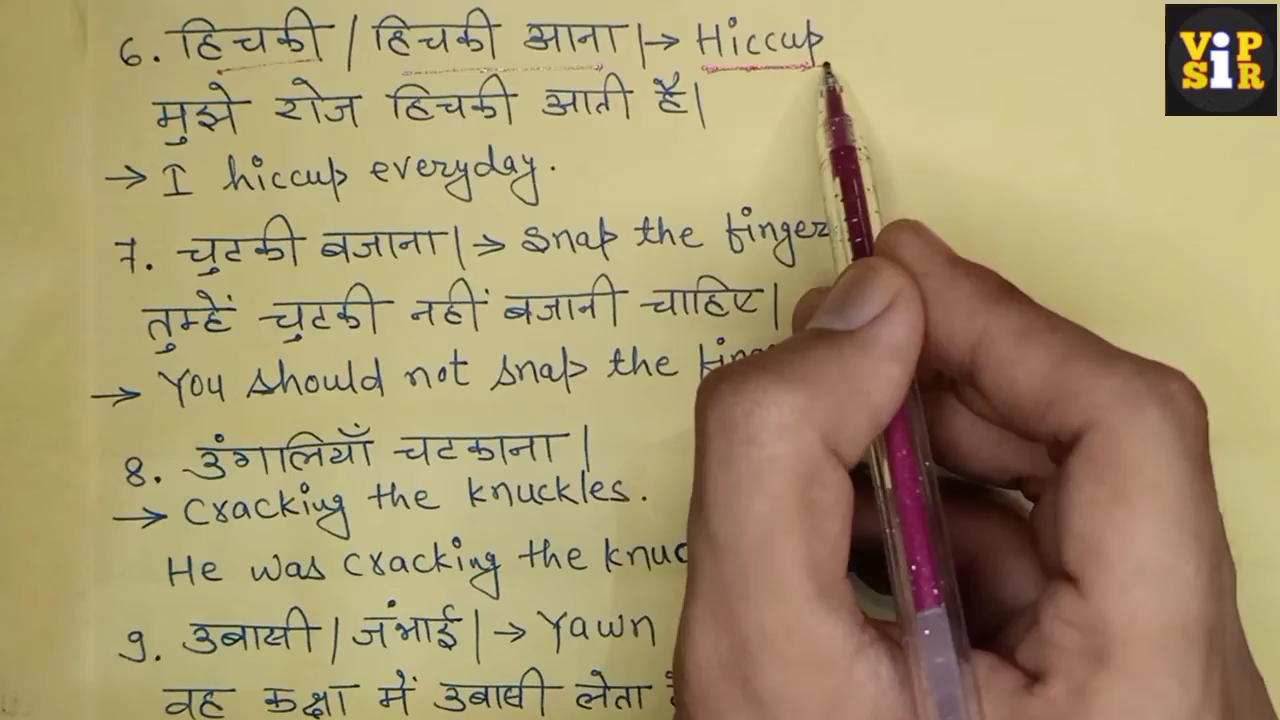 6. हिचकी / हिचकी आना |→ Hiccup
मुझे रोज हिचकी आती है|
→ I hiccup everyday.
7. चुटकी बजाना |→ snap the finger
तुम्हें चुटकी नहीं बजानी चाहिए|
→ You should not snap the
8. उंगलियाँ चटकाना |
→ Cracking the knuckles.
He was cracking the
9. उबासी | जंभाई |→ Yawn
वह कक्षा में उबासी लेता
ViP
SiR